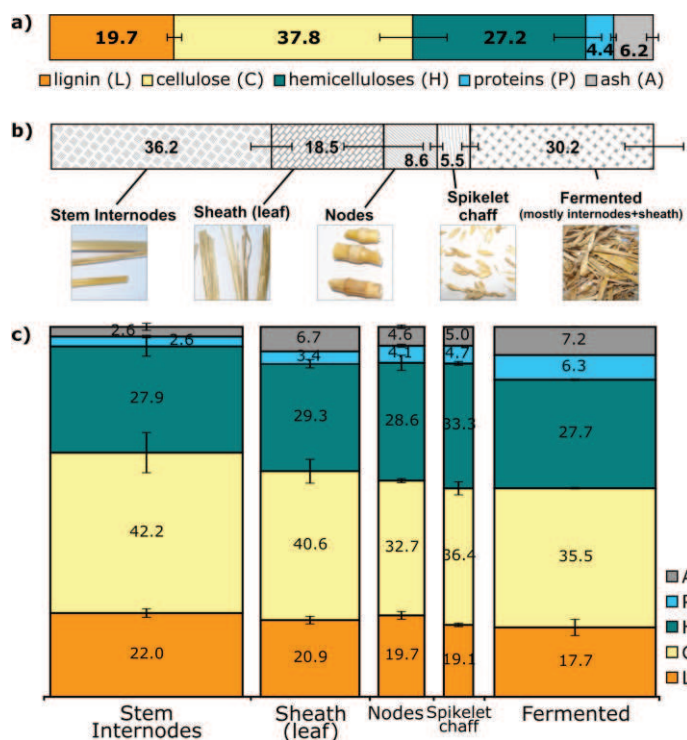 a)
19.7 37.8 27.2 4.4 6.2
lignin (L) cellulose (C) hemicelluloses (H) proteins (P) ash (A)
b)
36.2 18.5 8.6 5.5 30.2
Stem Internodes Sheath (leaf) Nodes Spikelet chaff Fermented
(mostly internodes+sheath)
c)
2.6 6.7 4.6 5.0 7.2
2.6 3.4 4.1 4.7 6.3
27.9 29.3 28.6 33.3 27.7
42.2 40.6 32.7 36.4 35.5
22.0 20.9 19.7 19.1 17.7
A
P
H
C
L
Stem Internodes Sheath (leaf) Nodes Spikelet chaff Fermented